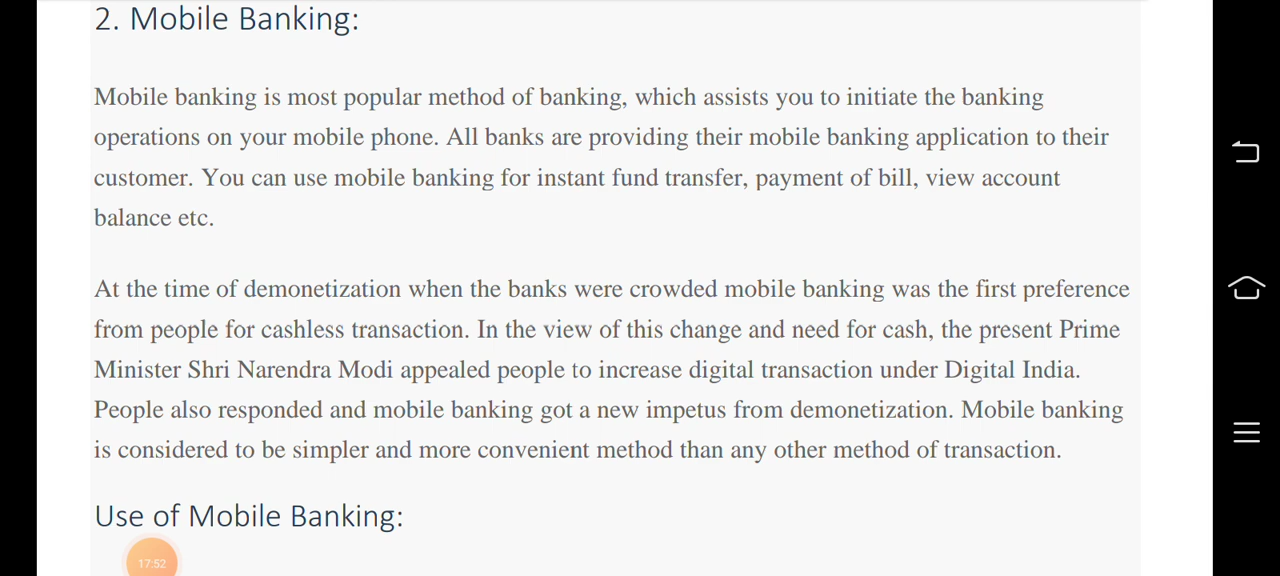 2. Mobile Banking:
Mobile banking is most popular method of banking, which assists you to initiate the banking
operations on your mobile phone. All banks are providing their mobile banking application to their
customer. You can use mobile banking for instant fund transfer, payment of bill, view account
balance etc.
At the time of demonetization when the banks were crowded mobile banking was the first preference
from people for cashless transaction. In the view of this change and need for cash, the present Prime
Minister Shri Narendra Modi appealed people to increase digital transaction under Digital India.
People also responded and mobile banking got a new impetus from demonetization. Mobile banking
is considered to be simpler and more convenient method than any other method of transaction.
Use of Mobile Banking:
17:52